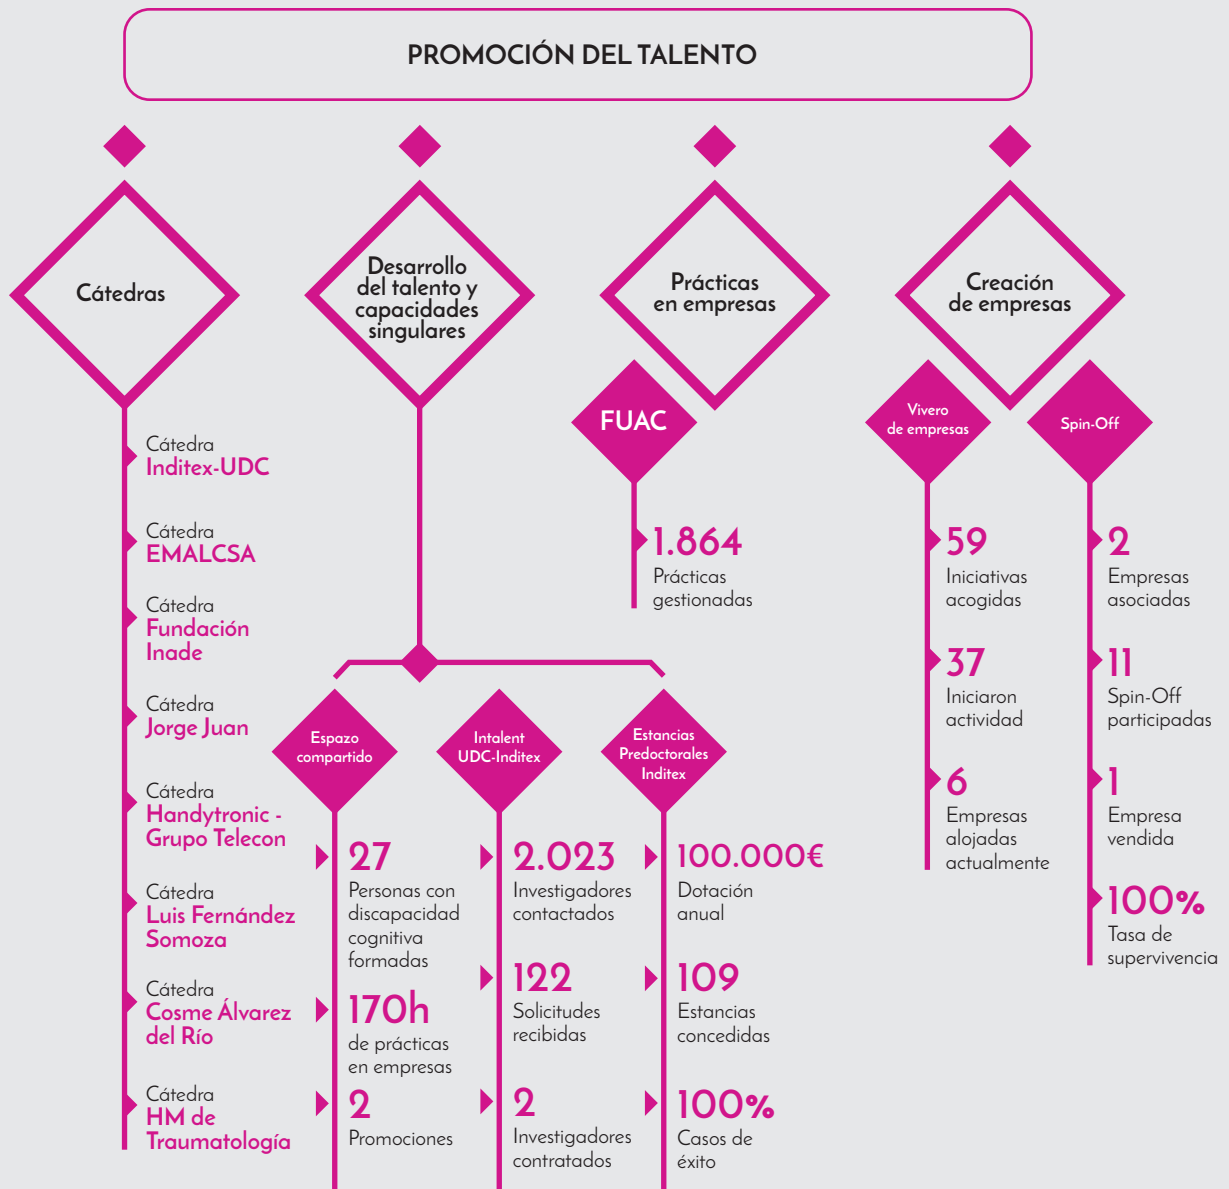 PROMOCIÓN DEL TALENTO
Cátedras
Cátedra
Inditex-UDC
Cátedra
EMALCSA
Cátedra
Fundación
Inade
Cátedra
Jorge Juan
Cátedra
Handytronic -
Grupo Telecon
Cátedra
Luis Fernández
Somoza
Cátedra
Cosme Álvarez
del Río
Cátedra
HM de
Traumatología
Desarrollo
del talento y
capacidades
singulares
Espazo
compartido
27
Personas con
discapacidad
cognitiva
formadas
170h
de prácticas
en empresas
2
Promociones
Intalent
UDC-Inditex
2.023
Investigadores
contactados
122
Solicitudes
recibidas
2
Investigadores
contratados
Estancias
Predoctorales
Inditex
100.000€
Dotación
anual
109
Estancias
concedidas
100%
Casos de
éxito
Prácticas
en empresas
FUAC
1.864
Prácticas
gestionadas
Creación
de empresas
Vivero
de empresas
59
Iniciativas
acogidas
37
Iniciaron
actividad
6
Empresas
alojadas
actualmente
Spin-Off
2
Empresas
asociadas
11
Spin-Off
participadas
1
Empresa
vendida
100%
Tasa de
supervivencia